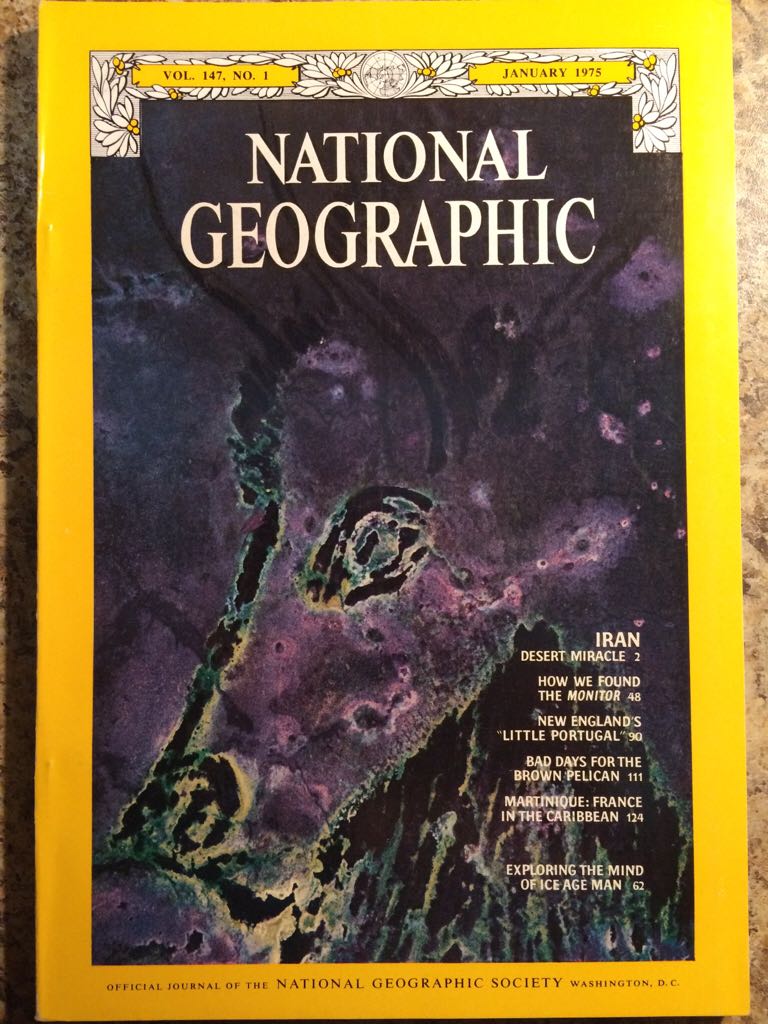 VOL. 147, NO. 1
JANUARY 1975
NATIONAL
GEOGRAPHIC
IRAN
DESERT MIRACLE 2
HOW WE FOUND
THE MONITOR 48
NEW ENGLAND'S
"LITTLE PORTUGAL" 90
BAD DAYS FOR THE
BROWN PELICAN 111
MARTINIQUE: FRANCE
IN THE CARIBBEAN 124
EXPLORING THE MIND
OF ICE AGE MAN 62
OFFICIAL JOURNAL OF THE NATIONAL GEOGRAPHIC SOCIETY WASHINGTON, D.C.